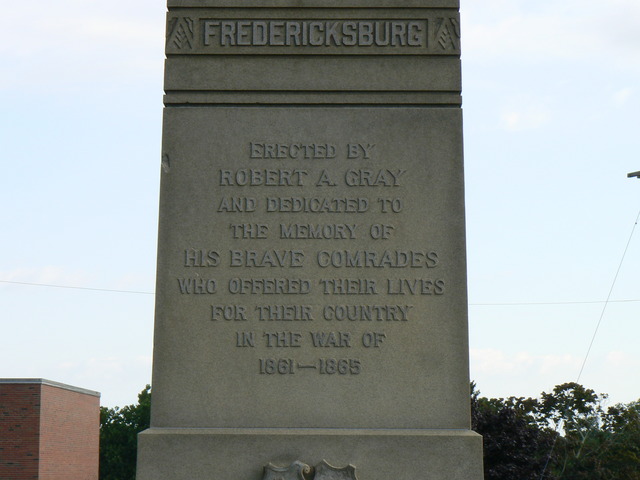 FREDERICKSBURG
ERECTED BY
ROBERT A. GRAY
AND DEDICATED TO
THE MEMORY OF
HIS BRAVE COMRADES
WHO OFFERED THEIR LIVES
FOR THEIR COUNTRY
IN THE WAR OF
1861—1865